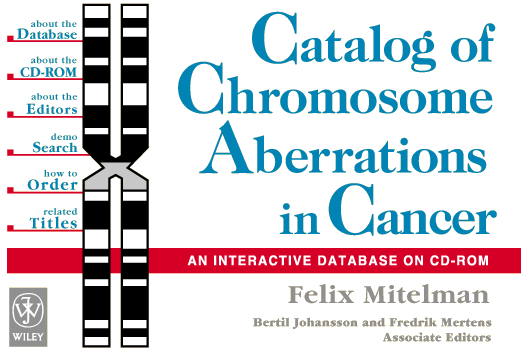 about the
Database
about the
CD-ROM
about the
Editors
demo
Search
how to
Order
related
Titles
Catalog of
Chromosome
Aberrations
in Cancer
AN INTERACTIVE DATABASE ON CD-ROM
Felix Mitelman
Bertil Johansson and Fredrik Mertens
Associate Editors
WILEY